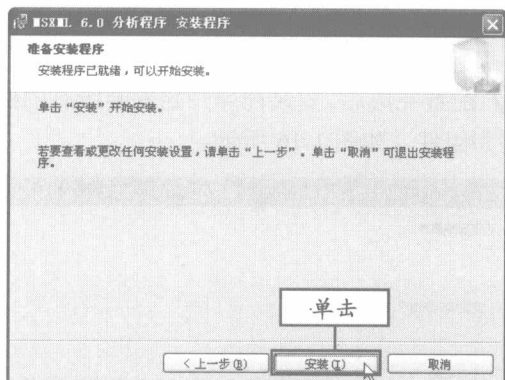 MSXML 6.0 分析程序 安装程序
准备安装程序
安装程序已就绪，可以开始安装。
单击“安装”开始安装。
若要查看或更改任何安装设置，请单击“上一步”。单击“取消”可退出安装程
序。
单击
< 上一步(B)
安装(I)
取消